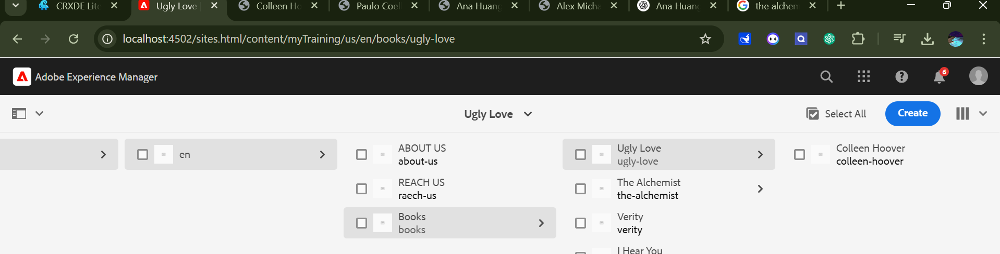 CRXDE Lite
Ugly Love
Colleen Ho
Paulo Coel
Ana Huang
Alex Micha
Ana Huang
the alchem
localhost:4502/sites.html/content/myTraining/us/en/books/ugly-love
Adobe Experience Manager
6
Ugly Love
Select All
Create
en
ABOUT US
about-us
REACH US
raech-us
Books
books
Ugly Love
ugly-love
The Alchemist
the-alchemist
Verity
verity
I Hear You
Colleen Hoover
colleen-hoover